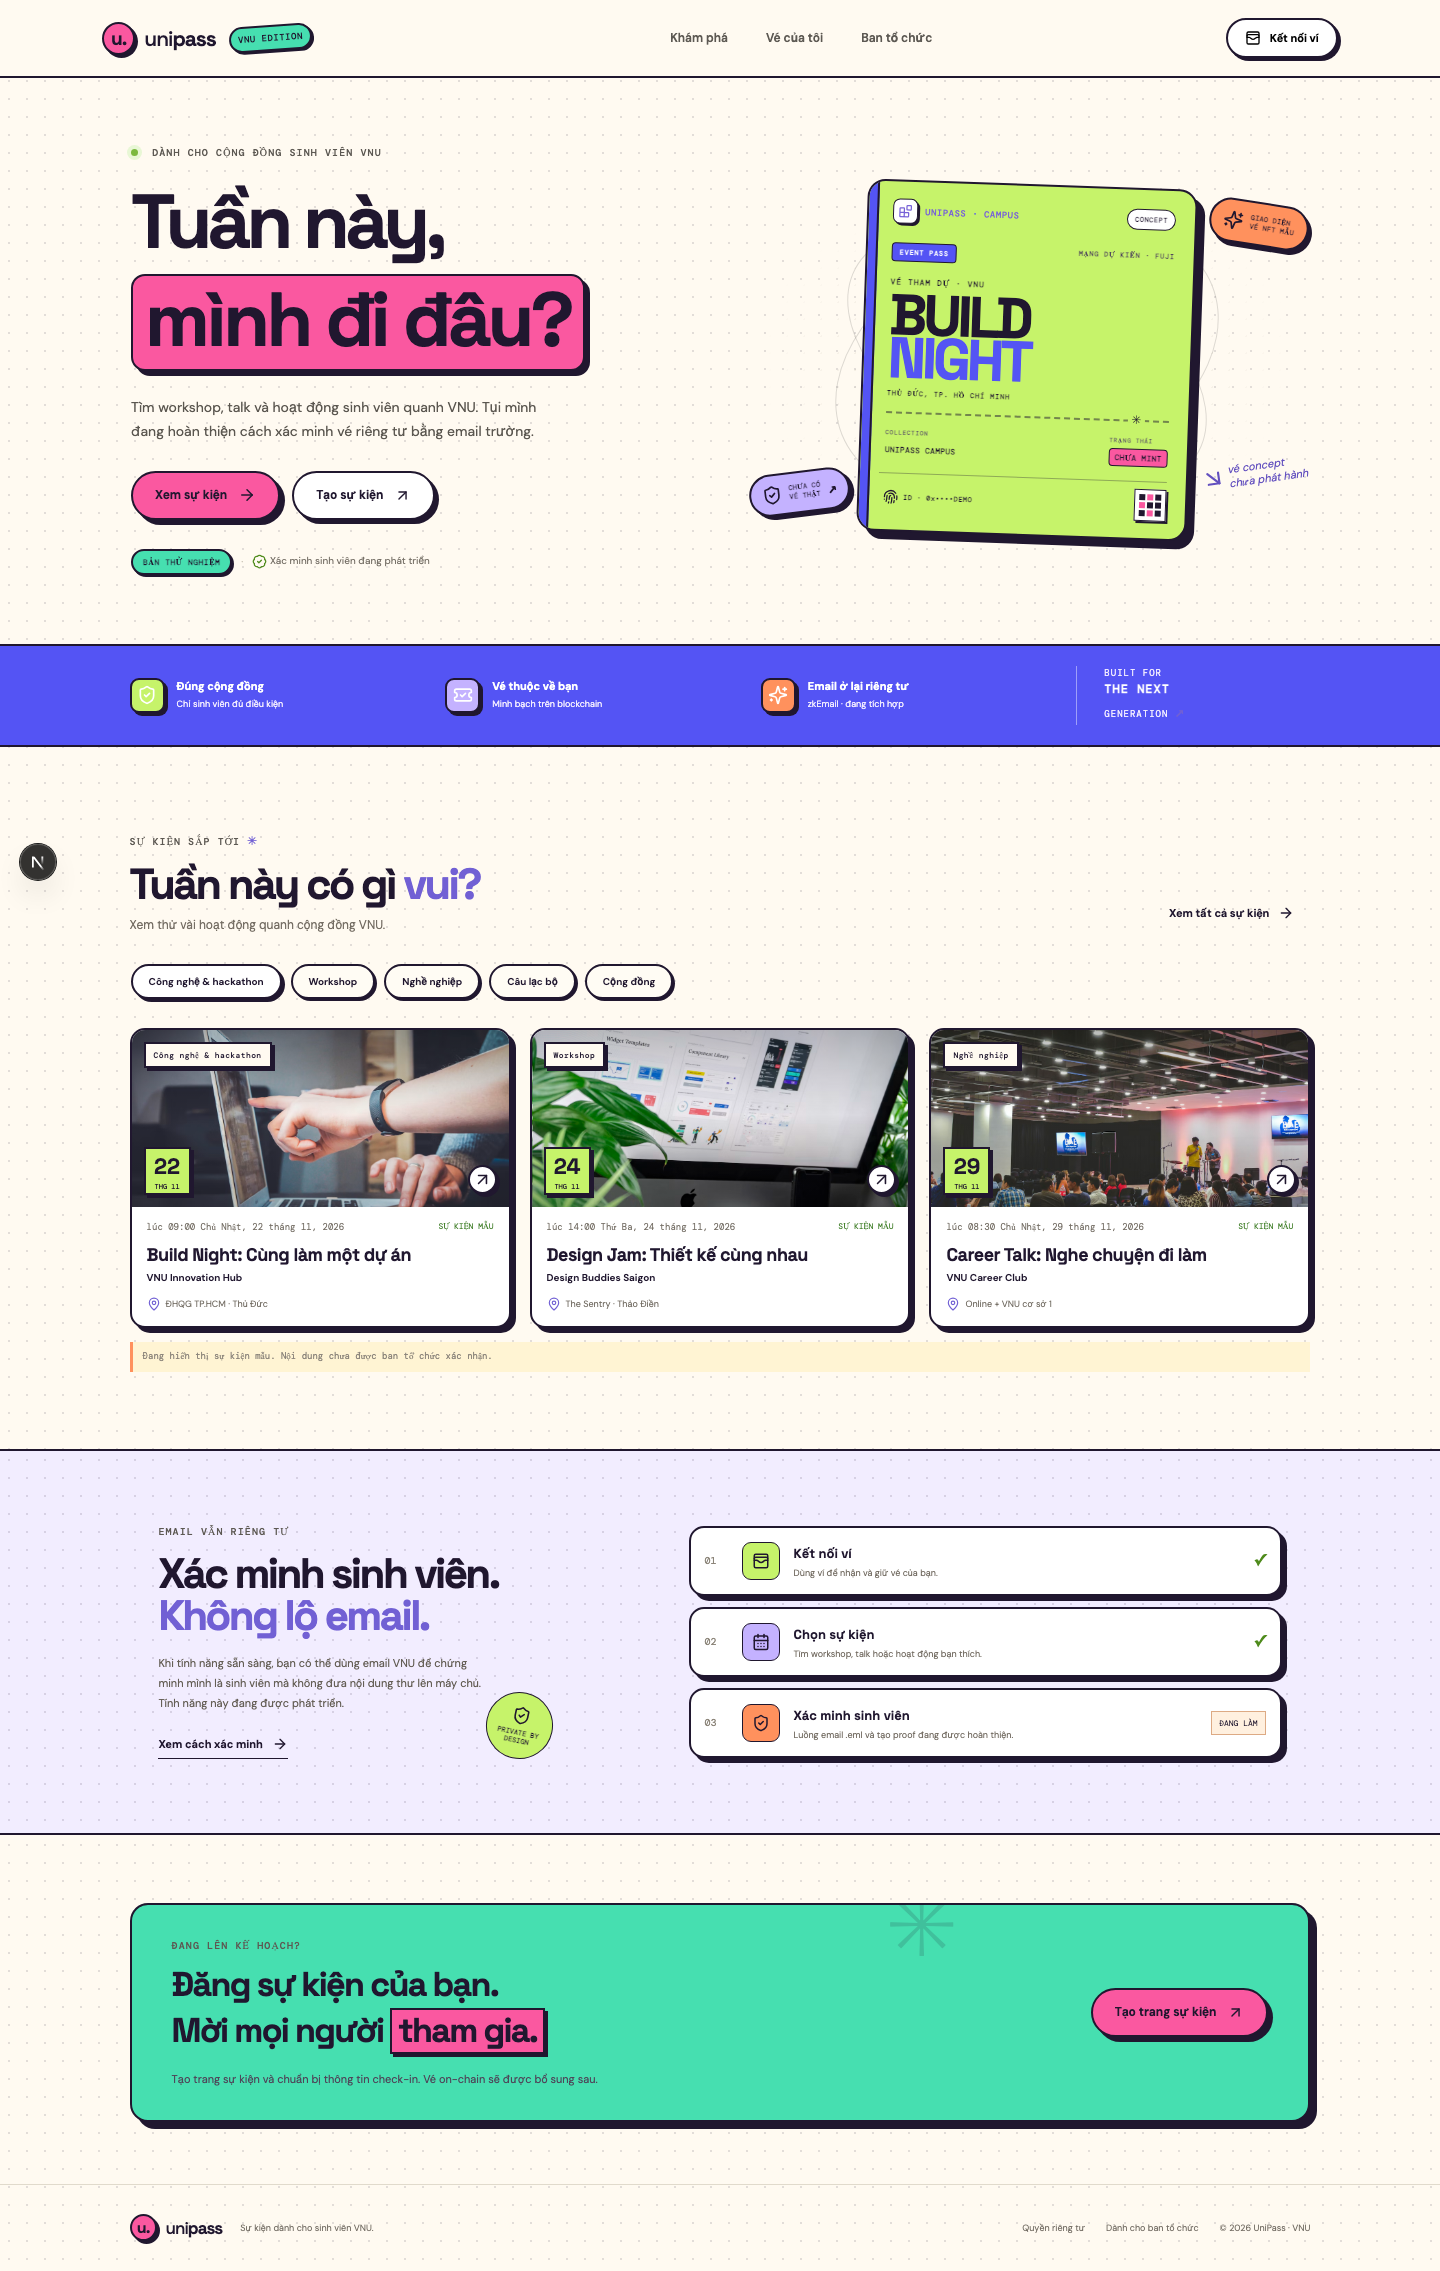 u. unipass VNU EDITION
Khám phá Vé của tôi Ban tổ chức
Kết nối ví
DÀNH CHO CỘNG ĐỒNG SINH VIÊN VNU
Tuần này,
mình đi đâu?
Tìm workshop, talk và hoạt động sinh viên quanh VNU. Tụi mình
đang hoàn thiện cách xác minh vé riêng tư bằng email trường.
Xem sự kiện
Tạo sự kiện
BẢN THỬ NGHIỆM
Xác minh sinh viên đang phát triển
UNIPASS · CAMPUS
CONCEPT
EVENT PASS
MẠNG DỰ KIẾN · FUJI
VÉ THAM DỰ · VNU
BUILD
NIGHT
THỦ ĐỨC, TP. HỒ CHÍ MINH
COLLECTION
UNIPASS CAMPUS
TRẠNG THÁI
CHƯA MINT
ID · 0x••••DEMO
GIAO DIỆN
VÉ NFT MẪU
CHƯA CÓ
VÉ THẬT ↗
vé concept
chưa phát hành
Đúng cộng đồng
Chỉ sinh viên đủ điều kiện
Vé thuộc về bạn
Minh bạch trên blockchain
Email ở lại riêng tư
zkEmail · đang tích hợp
BUILT FOR
THE NEXT
GENERATION ↗
SỰ KIỆN SẮP TỚI ✳
Tuần này có gì vui?
Xem thử vài hoạt động quanh cộng đồng VNU.
Xem tất cả sự kiện
Công nghệ & hackathon
Workshop
Nghề nghiệp
Câu lạc bộ
Cộng đồng
Công nghệ & hackathon
22
THG 11
lúc 09:00 Chủ Nhật, 22 tháng 11, 2026
SỰ KIỆN MẪU
Build Night: Cùng làm một dự án
VNU Innovation Hub
ĐHQG TP.HCM · Thủ Đức
Workshop
Widget Templates
Component Library
24
THG 11
lúc 14:00 Thứ Ba, 24 tháng 11, 2026
SỰ KIỆN MẪU
Design Jam: Thiết kế cùng nhau
Design Buddies Saigon
The Sentry · Thảo Điền
Nghề nghiệp
29
THG 11
lúc 08:30 Chủ Nhật, 29 tháng 11, 2026
SỰ KIỆN MẪU
Career Talk: Nghe chuyện đi làm
VNU Career Club
Online + VNU cơ sở 1
Đang hiển thị sự kiện mẫu. Nội dung chưa được ban tổ chức xác nhận.
N
EMAIL VẪN RIÊNG TƯ
Xác minh sinh viên.
Không lộ email.
Khi tính năng sẵn sàng, bạn có thể dùng email VNU để chứng
minh mình là sinh viên mà không đưa nội dung thư lên máy chủ.
Tính năng này đang được phát triển.
Xem cách xác minh
PRIVATE BY
DESIGN
01
Kết nối ví
Dùng ví để nhận và giữ vé của bạn.
✓
02
Chọn sự kiện
Tìm workshop, talk hoặc hoạt động bạn thích.
✓
03
Xác minh sinh viên
Luồng email .eml và tạo proof đang được hoàn thiện.
ĐANG LÀM
ĐANG LÊN KẾ HOẠCH?
Đăng sự kiện của bạn.
Mời mọi người tham gia.
Tạo trang sự kiện và chuẩn bị thông tin check-in. Vé on-chain sẽ được bổ sung sau.
Tạo trang sự kiện
u. unipass
Sự kiện dành cho sinh viên VNU.
Quyền riêng tư
Dành cho ban tổ chức
© 2026 UniPass · VNU